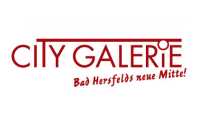 CITY GALERiE
Bad Hersfelds neue Mitte!